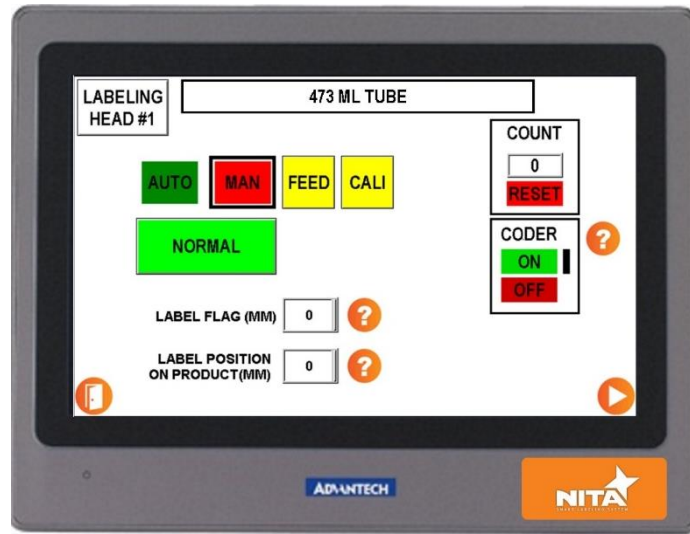 LABELING
HEAD #1
473 ML TUBE
COUNT
0
RESET
AUTO
MAN
FEED
CALI
NORMAL
CODER
ON
OFF
?
LABEL FLAG (MM)
0
?
LABEL POSITION
ON PRODUCT(MM)
0
?
ADVANTECH
NITA